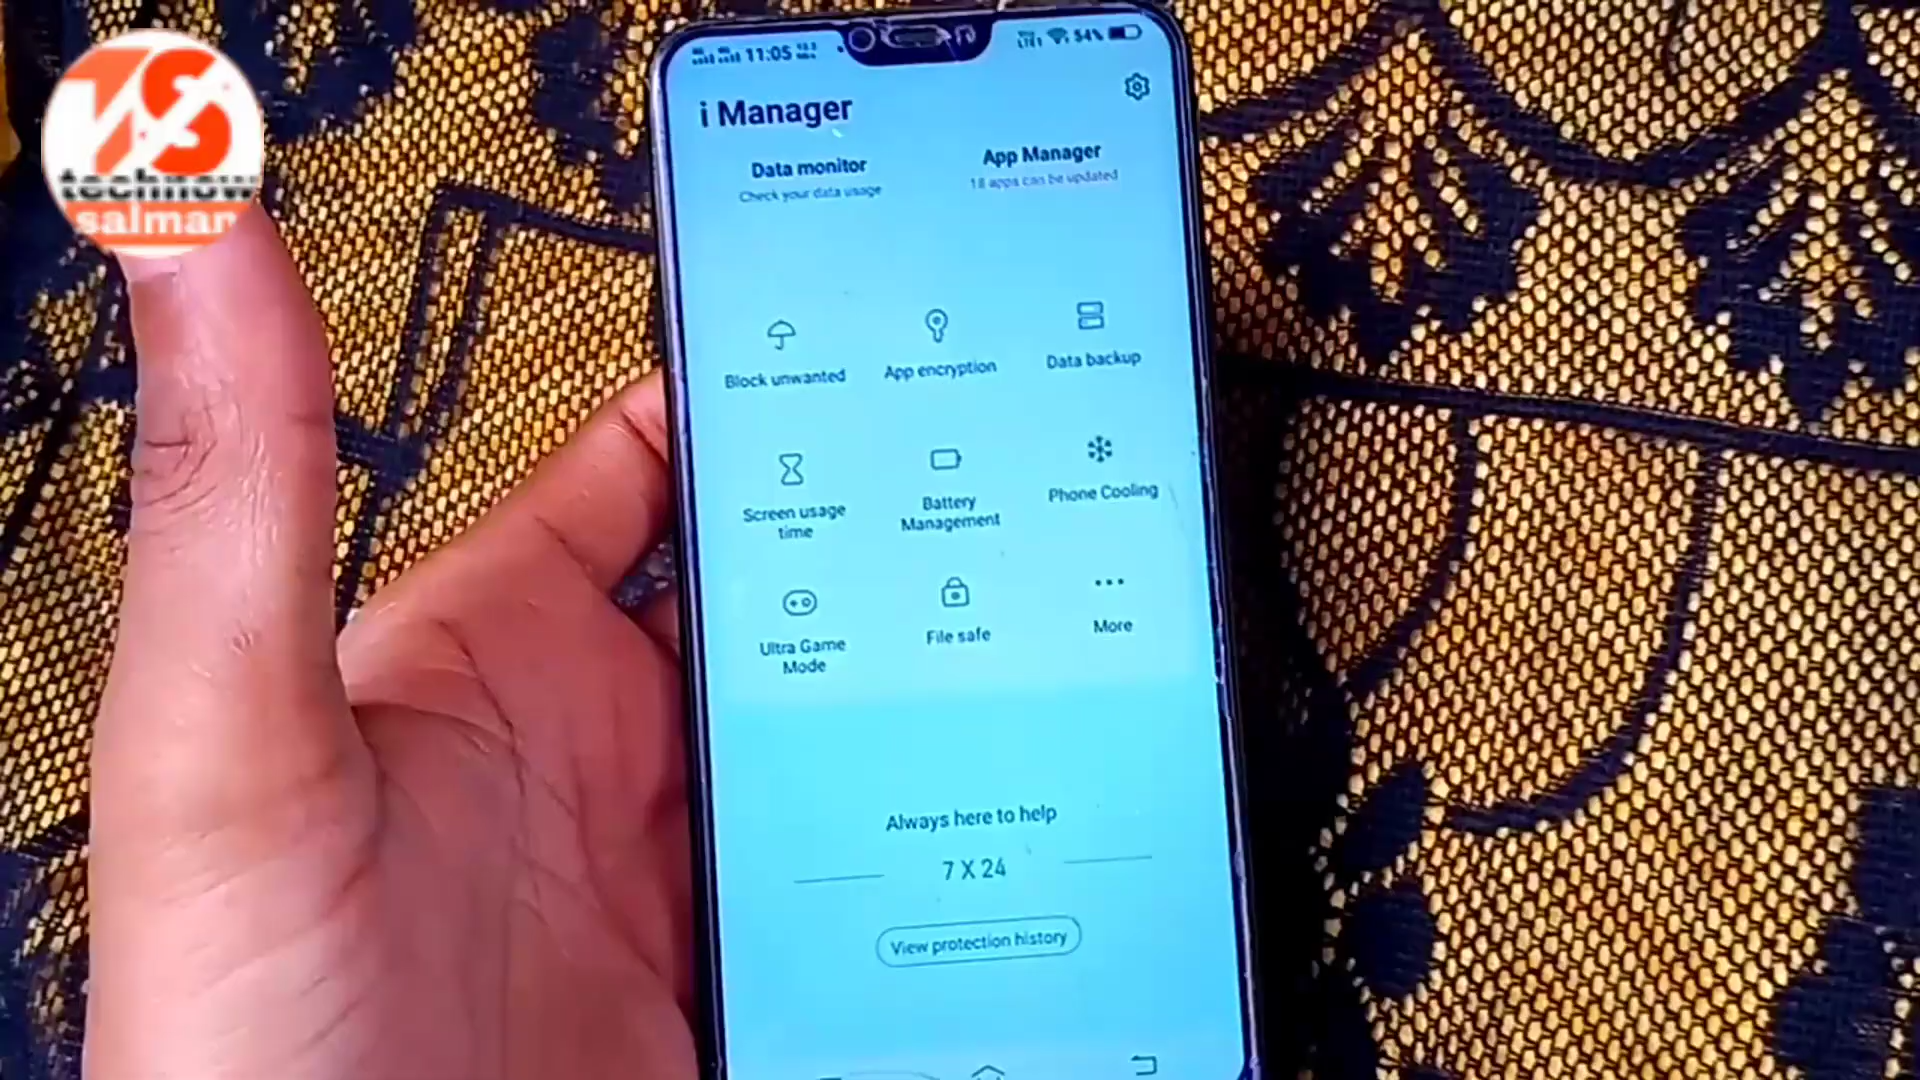 TS
technow
salman
11:05
54%
i Manager
Data monitor
Check your data usage
App Manager
18 apps can be updated
Block unwanted
App encryption
Data backup
Screen usage
time
Battery
Management
Phone Cooling
Ultra Game
Mode
File safe
More
Always here to help
7 X 24
View protection history